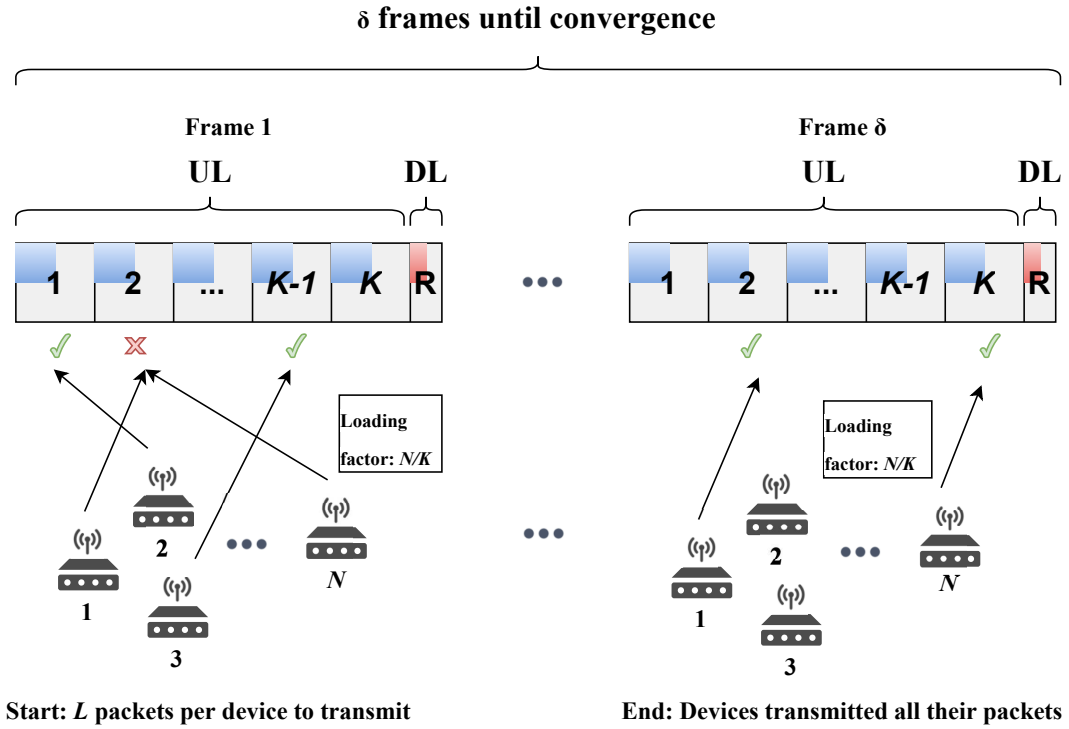 δ frames until convergence
Frame 1
Frame δ
UL
DL
UL
DL
1
2
...
K-1
K
R
1
2
...
K-1
K
R
Loading
factor: N/K
Loading
factor: N/K
1
2
3
N
1
2
3
N
Start: L packets per device to transmit
End: Devices transmitted all their packets